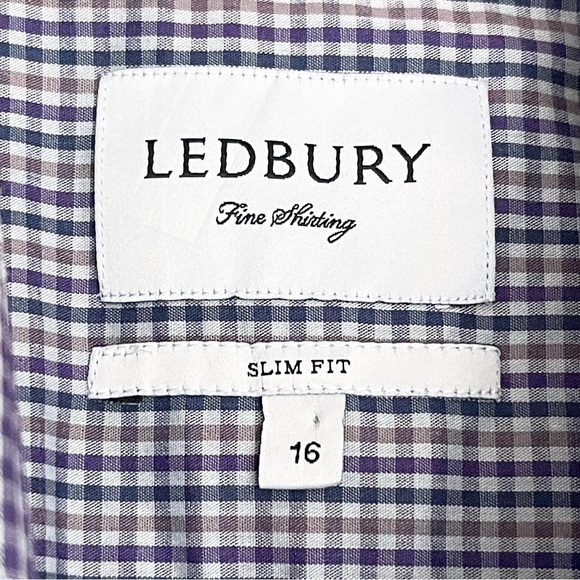 LEDBURY
Fine Shirting
SLIM FIT
16